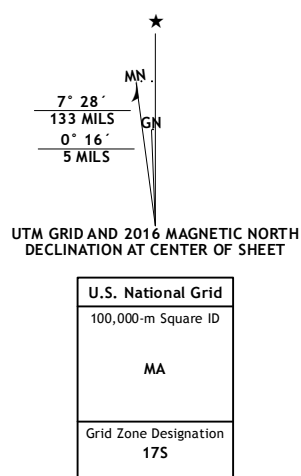 ★
MN
7° 28´
133 MILS
GN
0° 16´
5 MILS
UTM GRID AND 2016 MAGNETIC NORTH
DECLINATION AT CENTER OF SHEET
U.S. National Grid
100,000-m Square ID
MA
Grid Zone Designation
17S